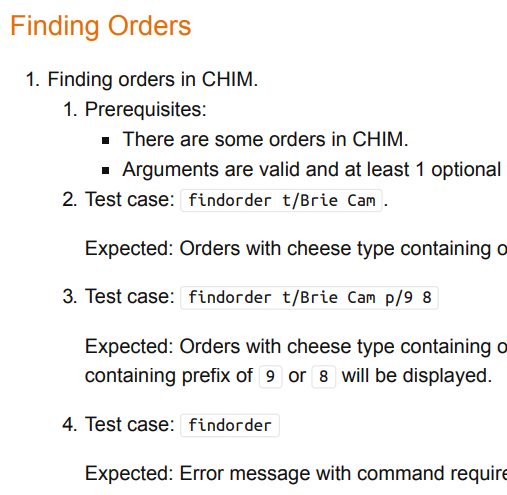 Finding Orders
1. Finding orders in CHIM.
1. Prerequisites:
▪ There are some orders in CHIM.
▪ Arguments are valid and at least 1 optional
2. Test case: findorder t/Brie Cam .
Expected: Orders with cheese type containing
3. Test case: findorder t/Brie Cam p/9 8
Expected: Orders with cheese type containing
containing prefix of 9 or 8 will be displayed.
4. Test case: findorder
Expected: Error message with command